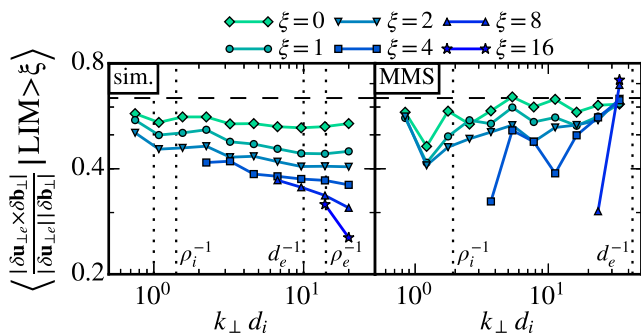 ξ = 0 ξ = 2 ξ = 8
ξ = 1 ξ = 4 ξ = 16
⟨ |δu⊥e × δb⊥| / |δu⊥e||δb⊥| | LIM > ξ⟩
0.8
0.4
0.2
sim.
MMS
ρi⁻¹ de⁻¹ ρe⁻¹
ρi⁻¹ de⁻¹
10⁰ 10¹
10⁰ 10¹
k⊥ di
k⊥ di